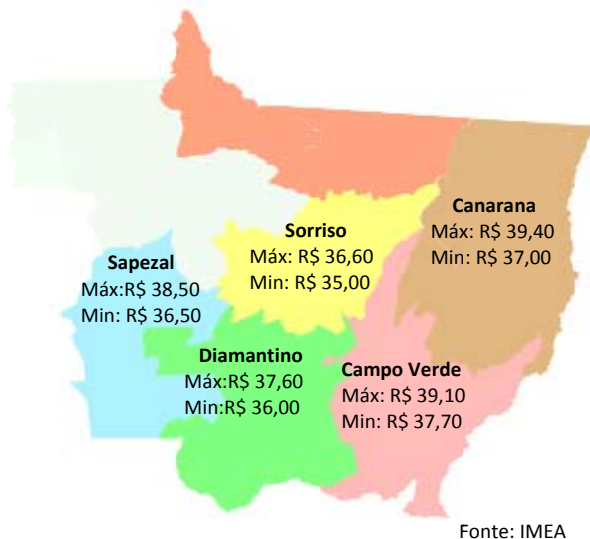 Canarana
Máx: R$ 39,40
Min: R$ 37,00
Sorriso
Máx: R$ 36,60
Min: R$ 35,00
Sapezal
Máx:R$ 38,50
Min: R$ 36,50
Diamantino
Máx:R$ 37,60
Min:R$ 36,00
Campo Verde
Máx: R$ 39,10
Min: R$ 37,70
Fonte: IMEA